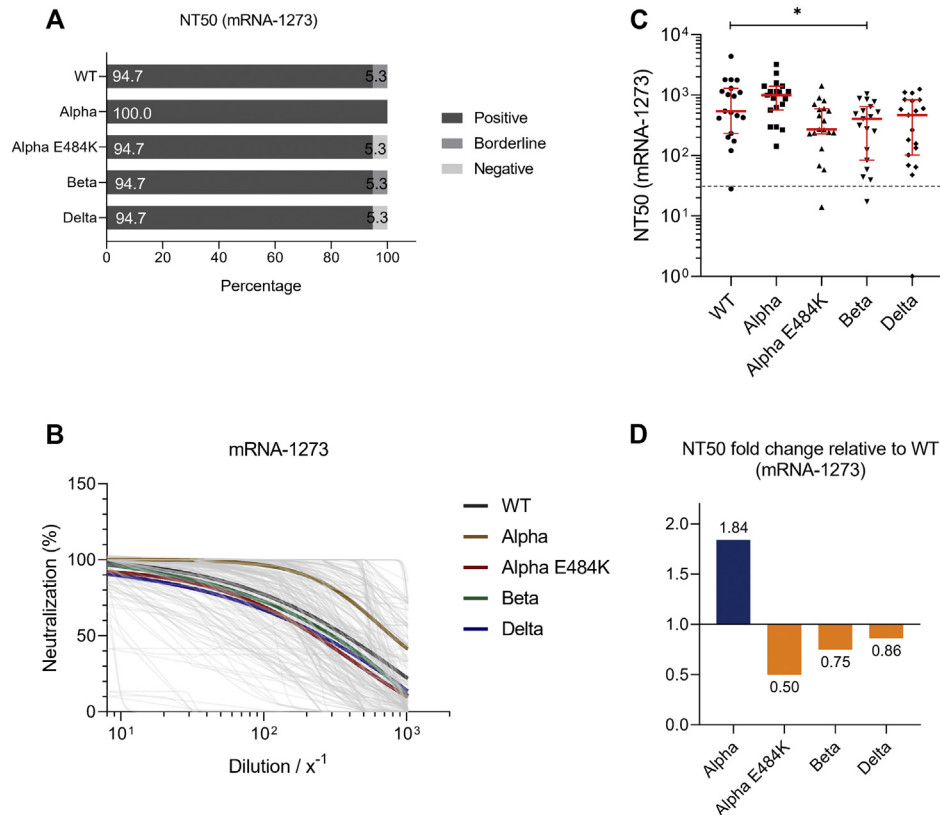 A
NT50 (mRNA-1273)
WT
94.7
5.3
Alpha
100.0
Alpha E484K
94.7
5.3
Beta
94.7
5.3
Delta
94.7
5.3
0 20 40 60 80 100
Percentage
Positive
Borderline
Negative
C
*
NT50 (mRNA-1273)
10⁴
10³
10²
10¹
10⁰
WT Alpha Alpha E484K Beta Delta
B
mRNA-1273
Neutralization (%)
150
100
50
0
10¹ 10² 10³
Dilution / x⁻¹
WT
Alpha
Alpha E484K
Beta
Delta
D
NT50 fold change relative to WT
(mRNA-1273)
2.0
1.5
1.0
0.5
0.0
1.84
0.50
0.75
0.86
Alpha Alpha E484K Beta Delta